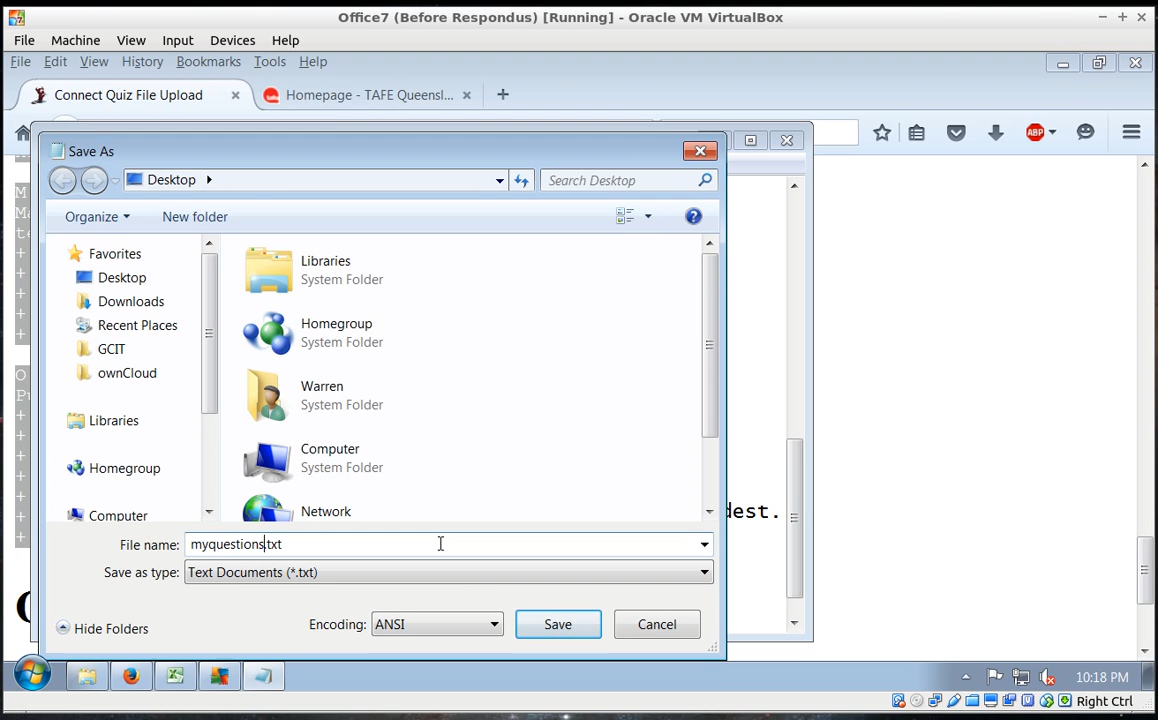 Office7 (Before Respondus) [Running] - Oracle VM VirtualBox
File Machine View Input Devices Help
File Edit View History Bookmarks Tools Help
Connect Quiz File Upload
Homepage - TAFE Queensl...
ABP
Save As
Desktop
Search Desktop
Organize
New folder
Favorites
Desktop
Downloads
Recent Places
GCIT
ownCloud
Libraries
Homegroup
Computer
Libraries
System Folder
Homegroup
System Folder
Warren
System Folder
Computer
System Folder
Network
dest.
File name: myquestions.txt
Save as type: Text Documents (*.txt)
Hide Folders
Encoding: ANSI
Save
Cancel
10:18 PM
Right Ctrl